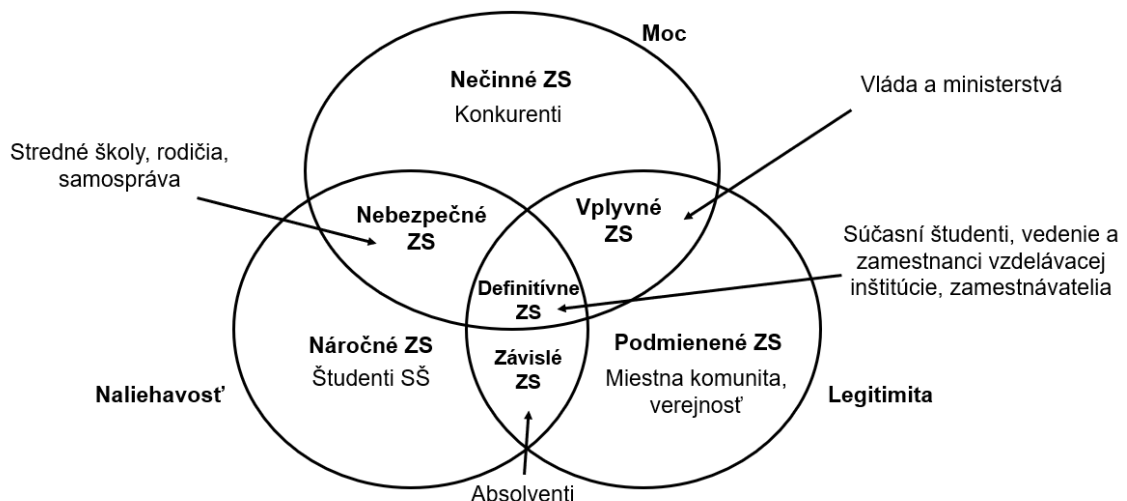 Moc
Nečinné ZS
Konkurenti
Vláda a ministerstvá
Stredné školy, rodičia,
samospráva
Nebezpečné
ZS
Vplyvné
ZS
Súčasní študenti, vedenie a
zamestnanci vzdelávacej
inštitúcie, zamestnávatelia
Definitívne
ZS
Náročné ZS
Študenti SŠ
Závislé
ZS
Podmienené ZS
Miestna komunita,
verejnosť
Naliehavosť
Legitimita
Absolventi